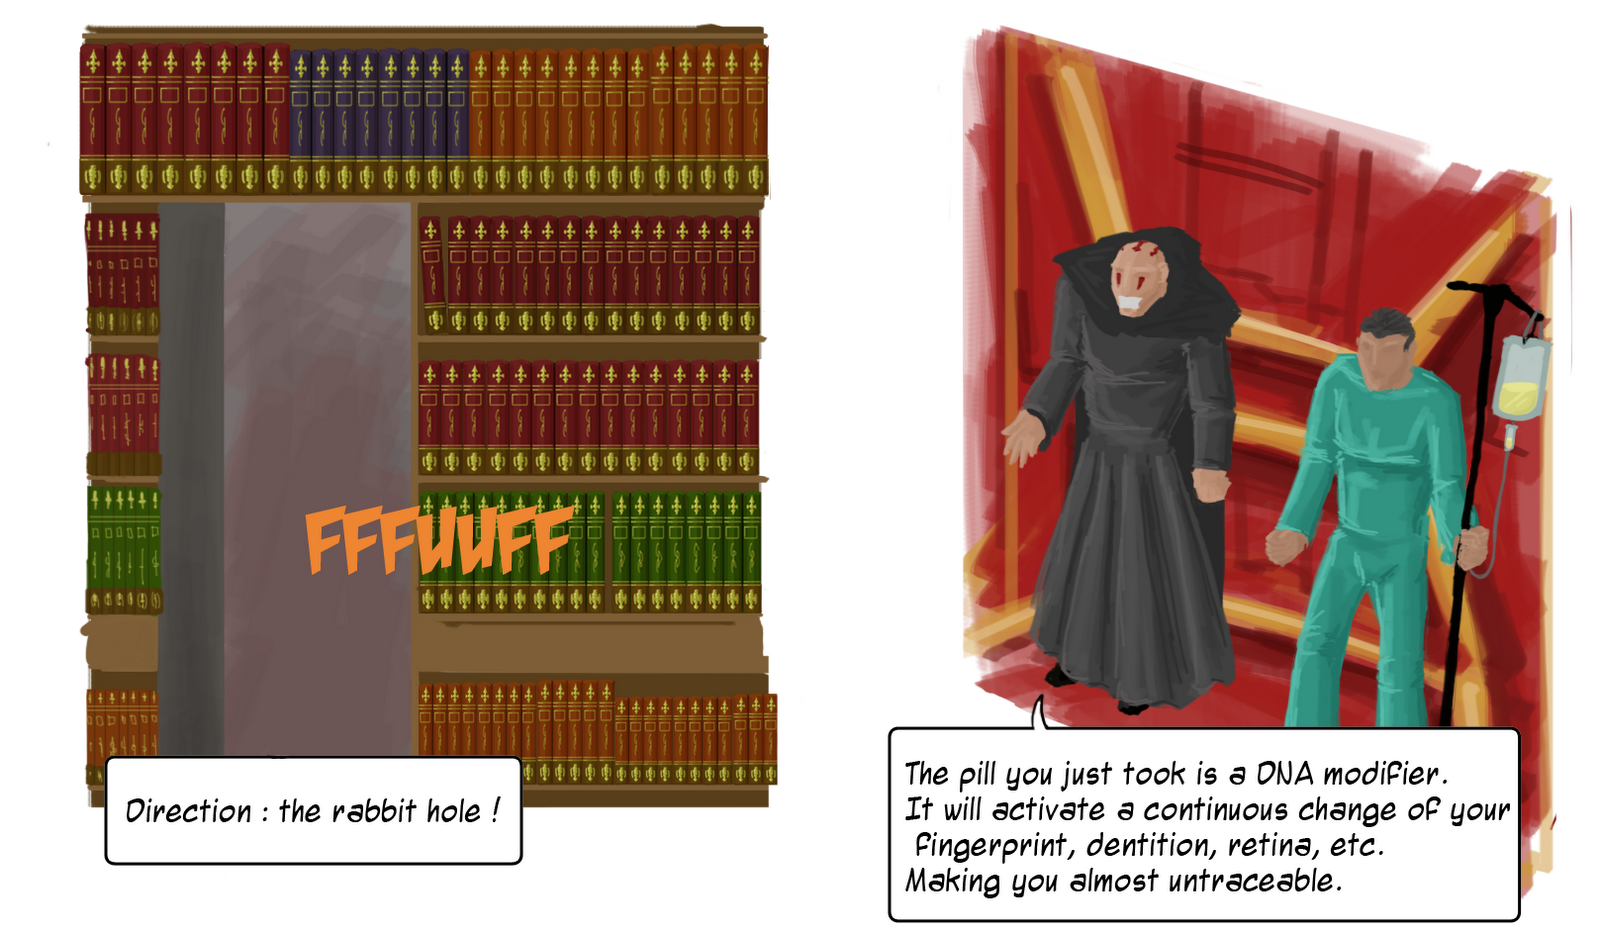 FFFUUFF
Direction : the rabbit hole !
The pill you just took is a DNA modifier.
It will activate a continuous change of your
fingerprint, dentition, retina, etc.
Making you almost untraceable.